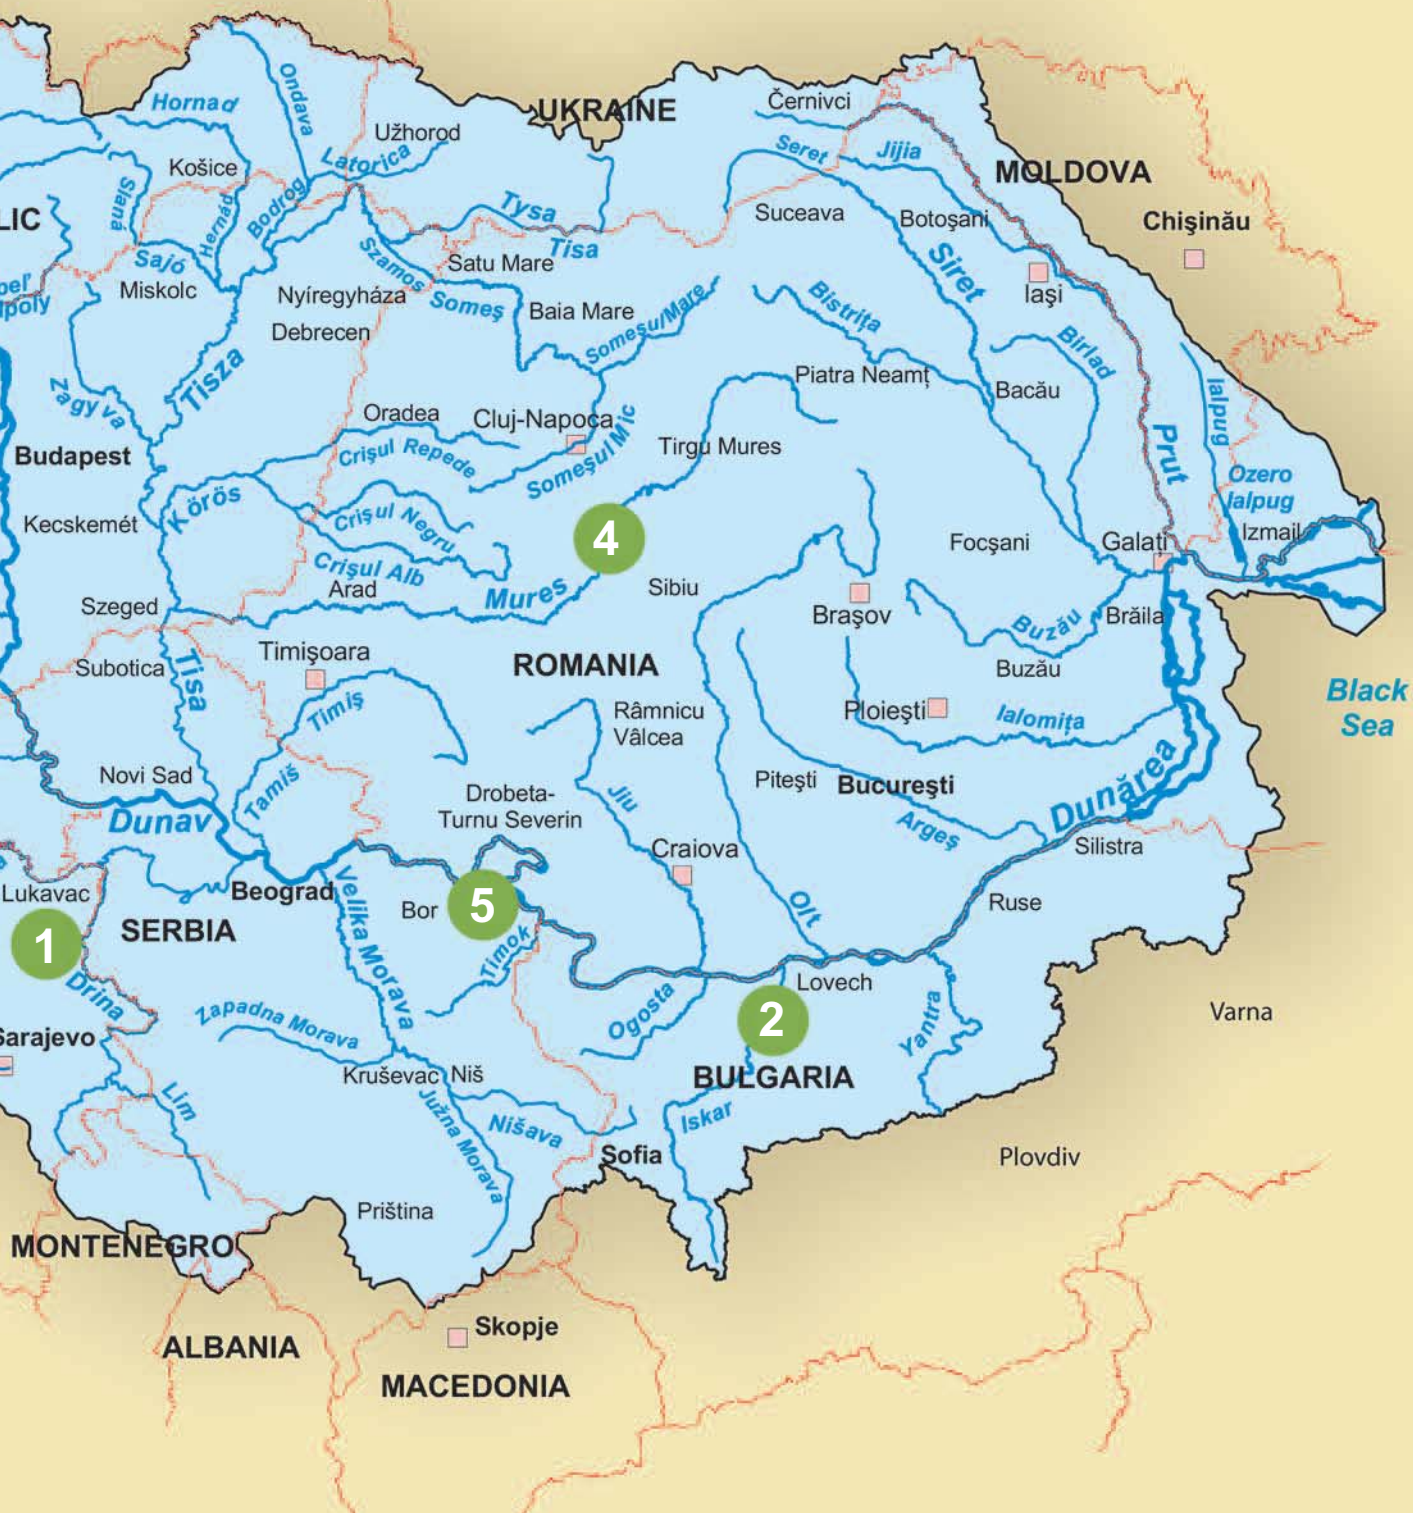 UKRAINE
Černivci
Hornad
Ondava
Užhorod
Latorica
Košice
Slaná
Hernád
Bodrog
Seret
Jijia
MOLDOVA
Chişinău
LIC
Tysa
Tisa
Suceava
Botoşani
Sajó
Miskolc
Szamos
Satu Mare
Siret
Iaşi
peľ
Ipoly
Nyíregyháza
Debrecen
Someş
Baia Mare
Someşu/Mare
Bistriţa
Birlad
Zagyva
Tisza
Piatra Neamţ
Bacău
Ialpug
Oradea
Cluj-Napoca
Crişul Repede
Someşul Mic
Tirgu Mures
Prut
Budapest
Ozero
Ialpug
Kecskemét
Körös
Crişul Negru
4
Focşani
Galaţi
Izmail
Crişul Alb
Arad
Mures
Sibiu
Szeged
Braşov
Buzău
Brăila
Timişoara
ROMANIA
Subotica
Tisa
Buzău
Black
Sea
Timiş
Râmnicu
Vâlcea
Ploieşti
Ialomiţa
Novi Sad
Tamiš
Piteşti
Bucureşti
Dunărea
Dunav
Drobeta-
Turnu Severin
Jiu
Argeş
Craiova
Silistra
Lukavac
Beograd
Velika Morava
Bor
5
Olt
Ruse
1
SERBIA
Timok
Drina
Lovech
Zapadna Morava
Ogosta
2
Yantra
Varna
Sarajevo
Kruševac
Niš
BULGARIA
Lim
Južna Morava
Nišava
Iskar
Sofia
Plovdiv
Priština
MONTENEGRO
Skopje
ALBANIA
MACEDONIA